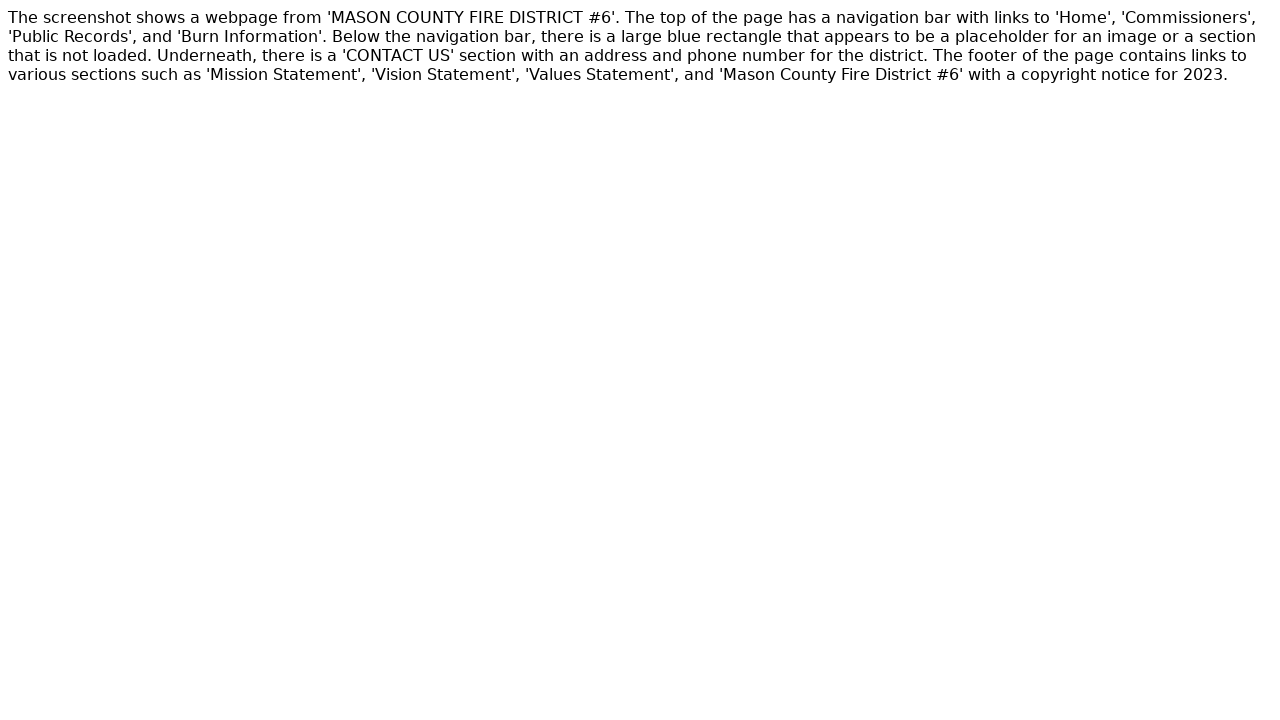 The screenshot shows a webpage from 'MASON COUNTY FIRE DISTRICT #6'. The top of the page has a navigation bar with links to 'Home', 'Commissioners',
'Public Records', and 'Burn Information'. Below the navigation bar, there is a large blue rectangle that appears to be a placeholder for an image or a section
that is not loaded. Underneath, there is a 'CONTACT US' section with an address and phone number for the district. The footer of the page contains links to
various sections such as 'Mission Statement', 'Vision Statement', 'Values Statement', and 'Mason County Fire District #6' with a copyright notice for 2023.